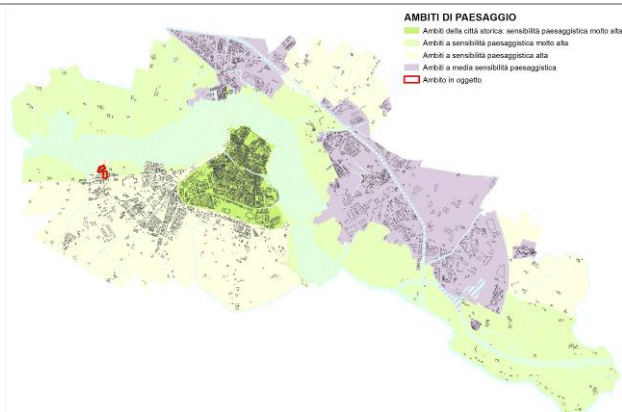 AMBITI DI PAESAGGIO
Ambiti della città storica: sensibilità paesaggistica molto alta
Ambiti a sensibilità paesaggistica molto alta
Ambiti a sensibilità paesaggistica alta
Ambiti a media sensibilità paesaggistica
Ambito in oggetto